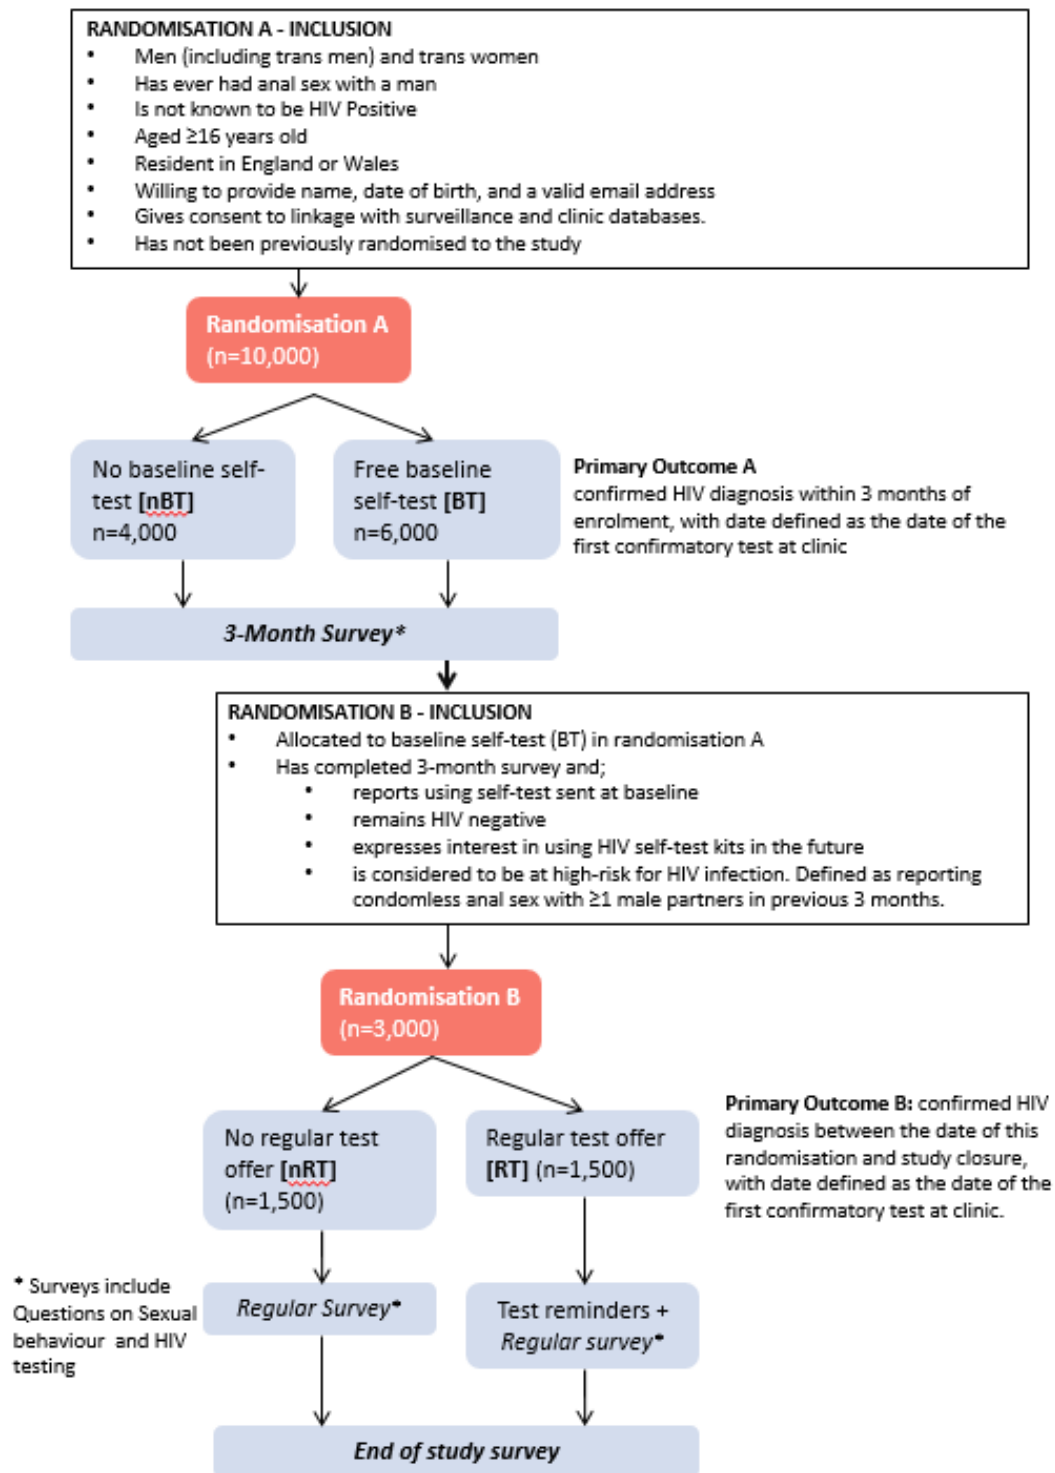 RANDOMISATION A - INCLUSION
• Men (including trans men) and trans women
• Has ever had anal sex with a man
• Is not known to be HIV Positive
• Aged ≥16 years old
• Resident in England or Wales
• Willing to provide name, date of birth, and a valid email address
• Gives consent to linkage with surveillance and clinic databases.
• Has not been previously randomised to the study
Randomisation A
(n=10,000)
No baseline self-
test [nBT]
n=4,000
Free baseline
self-test [BT]
n=6,000
Primary Outcome A
confirmed HIV diagnosis within 3 months of
enrolment, with date defined as the date of the
first confirmatory test at clinic
3-Month Survey*
RANDOMISATION B - INCLUSION
• Allocated to baseline self-test (BT) in randomisation A
• Has completed 3-month survey and;
• reports using self-test sent at baseline
• remains HIV negative
• expresses interest in using HIV self-test kits in the future
• is considered to be at high-risk for HIV infection. Defined as reporting
condomless anal sex with ≥1 male partners in previous 3 months.
Randomisation B
(n=3,000)
No regular test
offer [nRT]
(n=1,500)
Regular test offer
[RT] (n=1,500)
Primary Outcome B: confirmed HIV
diagnosis between the date of this
randomisation and study closure,
with date defined as the date of the
first confirmatory test at clinic.
* Surveys include
Questions on Sexual
behaviour and HIV
testing
Regular Survey*
Test reminders +
Regular survey*
End of study survey